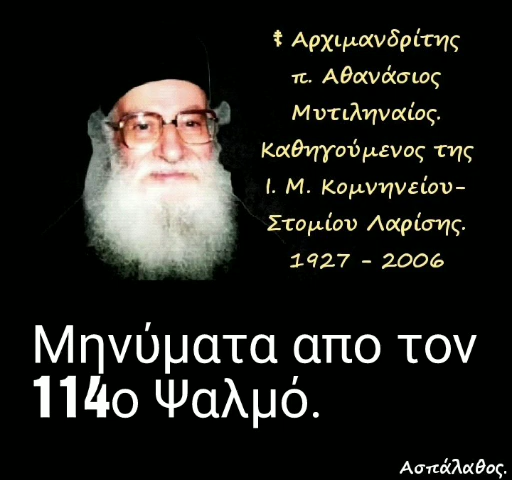 ☦ Αρχιμανδρίτης
π. Αθανάσιος
Μυτιληναίος.
Καθηγούμενος της
Ι. Μ. Κομνηνείου-
Στομίου Λαρίσης.
1927 - 2006
Μηνύματα απο τον
114ο Ψαλμό.
Ασπάλαθος.